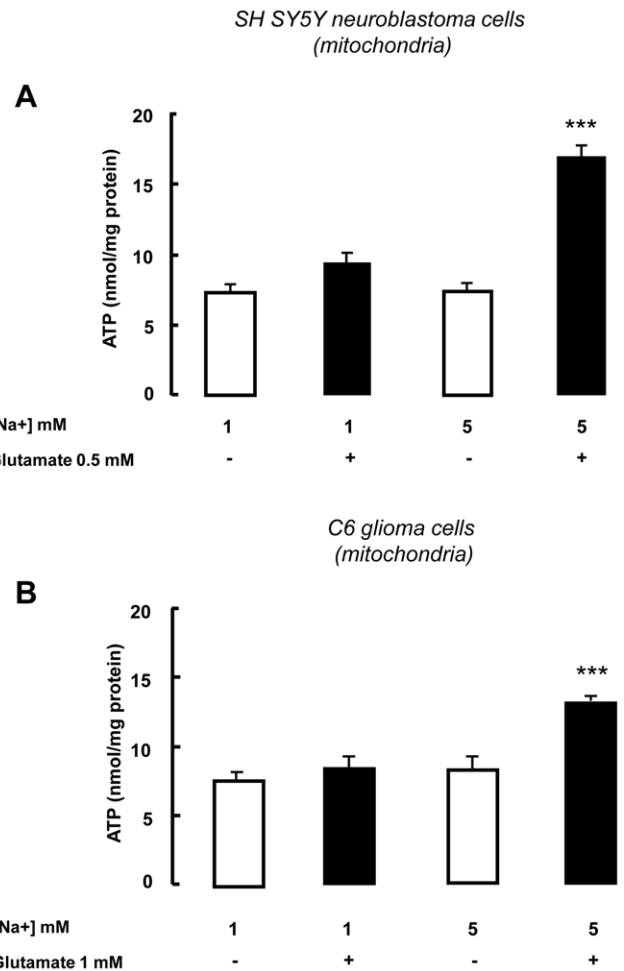 SH SY5Y neuroblastoma cells
(mitochondria)
A
20
***
15
10
5
0
ATP (nmol/mg protein)
Na+] mM 1 1 5 5
lutamate 0.5 mM - + - +
C6 glioma cells
(mitochondria)
B
20
***
15
10
5
0
ATP (nmol/mg protein)
Na+] mM 1 1 5 5
lutamate 1 mM - + - +